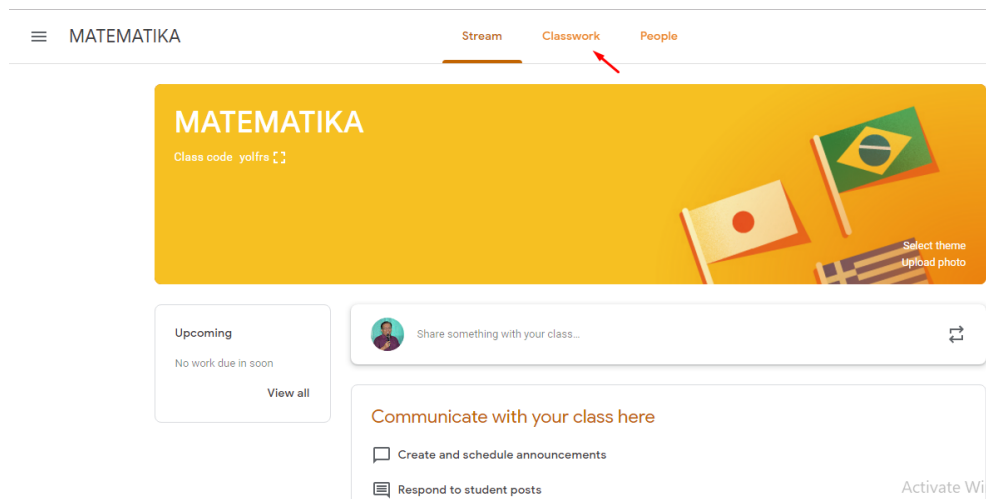 MATEMATIKA
Stream Classwork People
MATEMATIKA
Class code yolfrs
Select theme
Upload photo
Upcoming
No work due in soon
View all
Share something with your class...
Communicate with your class here
Create and schedule announcements
Respond to student posts
Activate Wi